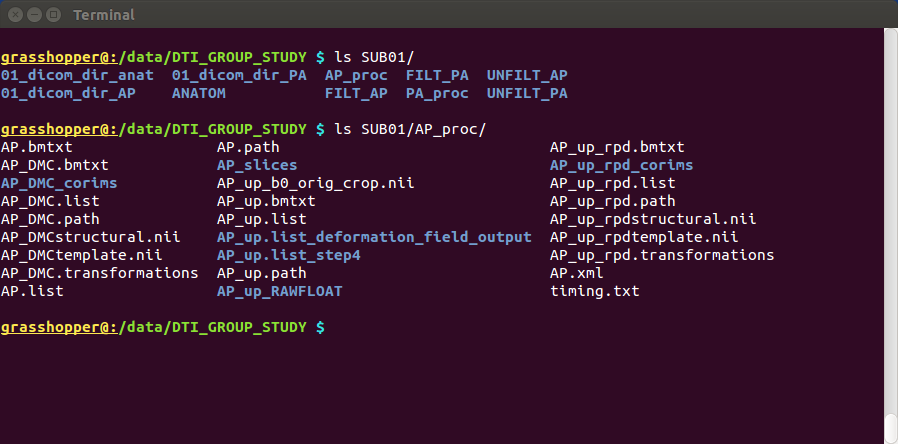 Terminal
grasshopper@:/data/DTI_GROUP_STUDY $ ls SUB01/
01_dicom_dir_anat  01_dicom_dir_PA  AP_proc  FILT_PA  UNFILT_AP
01_dicom_dir_AP    ANATOM           FILT_AP  PA_proc  UNFILT_PA
grasshopper@:/data/DTI_GROUP_STUDY $ ls SUB01/AP_proc/
AP.bmtxt                AP.path                              AP_up_rpd.bmtxt
AP_DMC.bmtxt            AP_slices                            AP_up_rpd_corims
AP_DMC_corims           AP_up_b0_orig_crop.nii               AP_up_rpd.list
AP_DMC.list             AP_up.bmtxt                          AP_up_rpd.path
AP_DMC.path             AP_up.list                           AP_up_rpdstructural.nii
AP_DMCstructural.nii    AP_up.list_deformation_field_output  AP_up_rpdtemplate.nii
AP_DMCtemplate.nii      AP_up.list_step4                     AP_up_rpd.transformations
AP_DMC.transformations  AP_up.path                           AP.xml
AP.list                 AP_up_RAWFLOAT                       timing.txt
grasshopper@:/data/DTI_GROUP_STUDY $